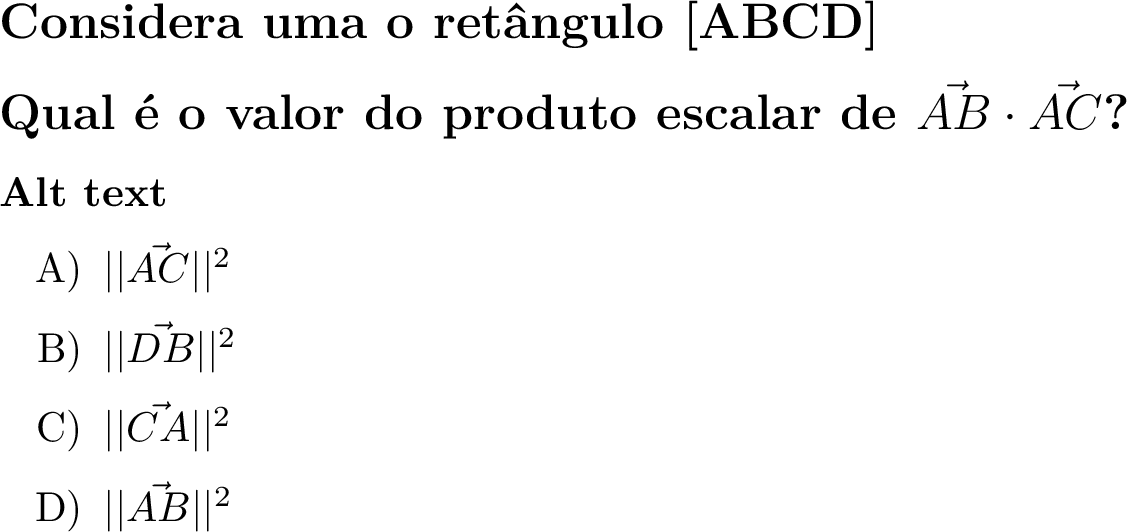 Considera uma o retângulo [ABCD]
Qual é o valor do produto escalar de $\vec{AB} \cdot \vec{AC}$?
Alt text
A) $||\vec{AC}||^2$
B) $||\vec{DB}||^2$
C) $||\vec{CA}||^2$
D) $||\vec{AB}||^2$